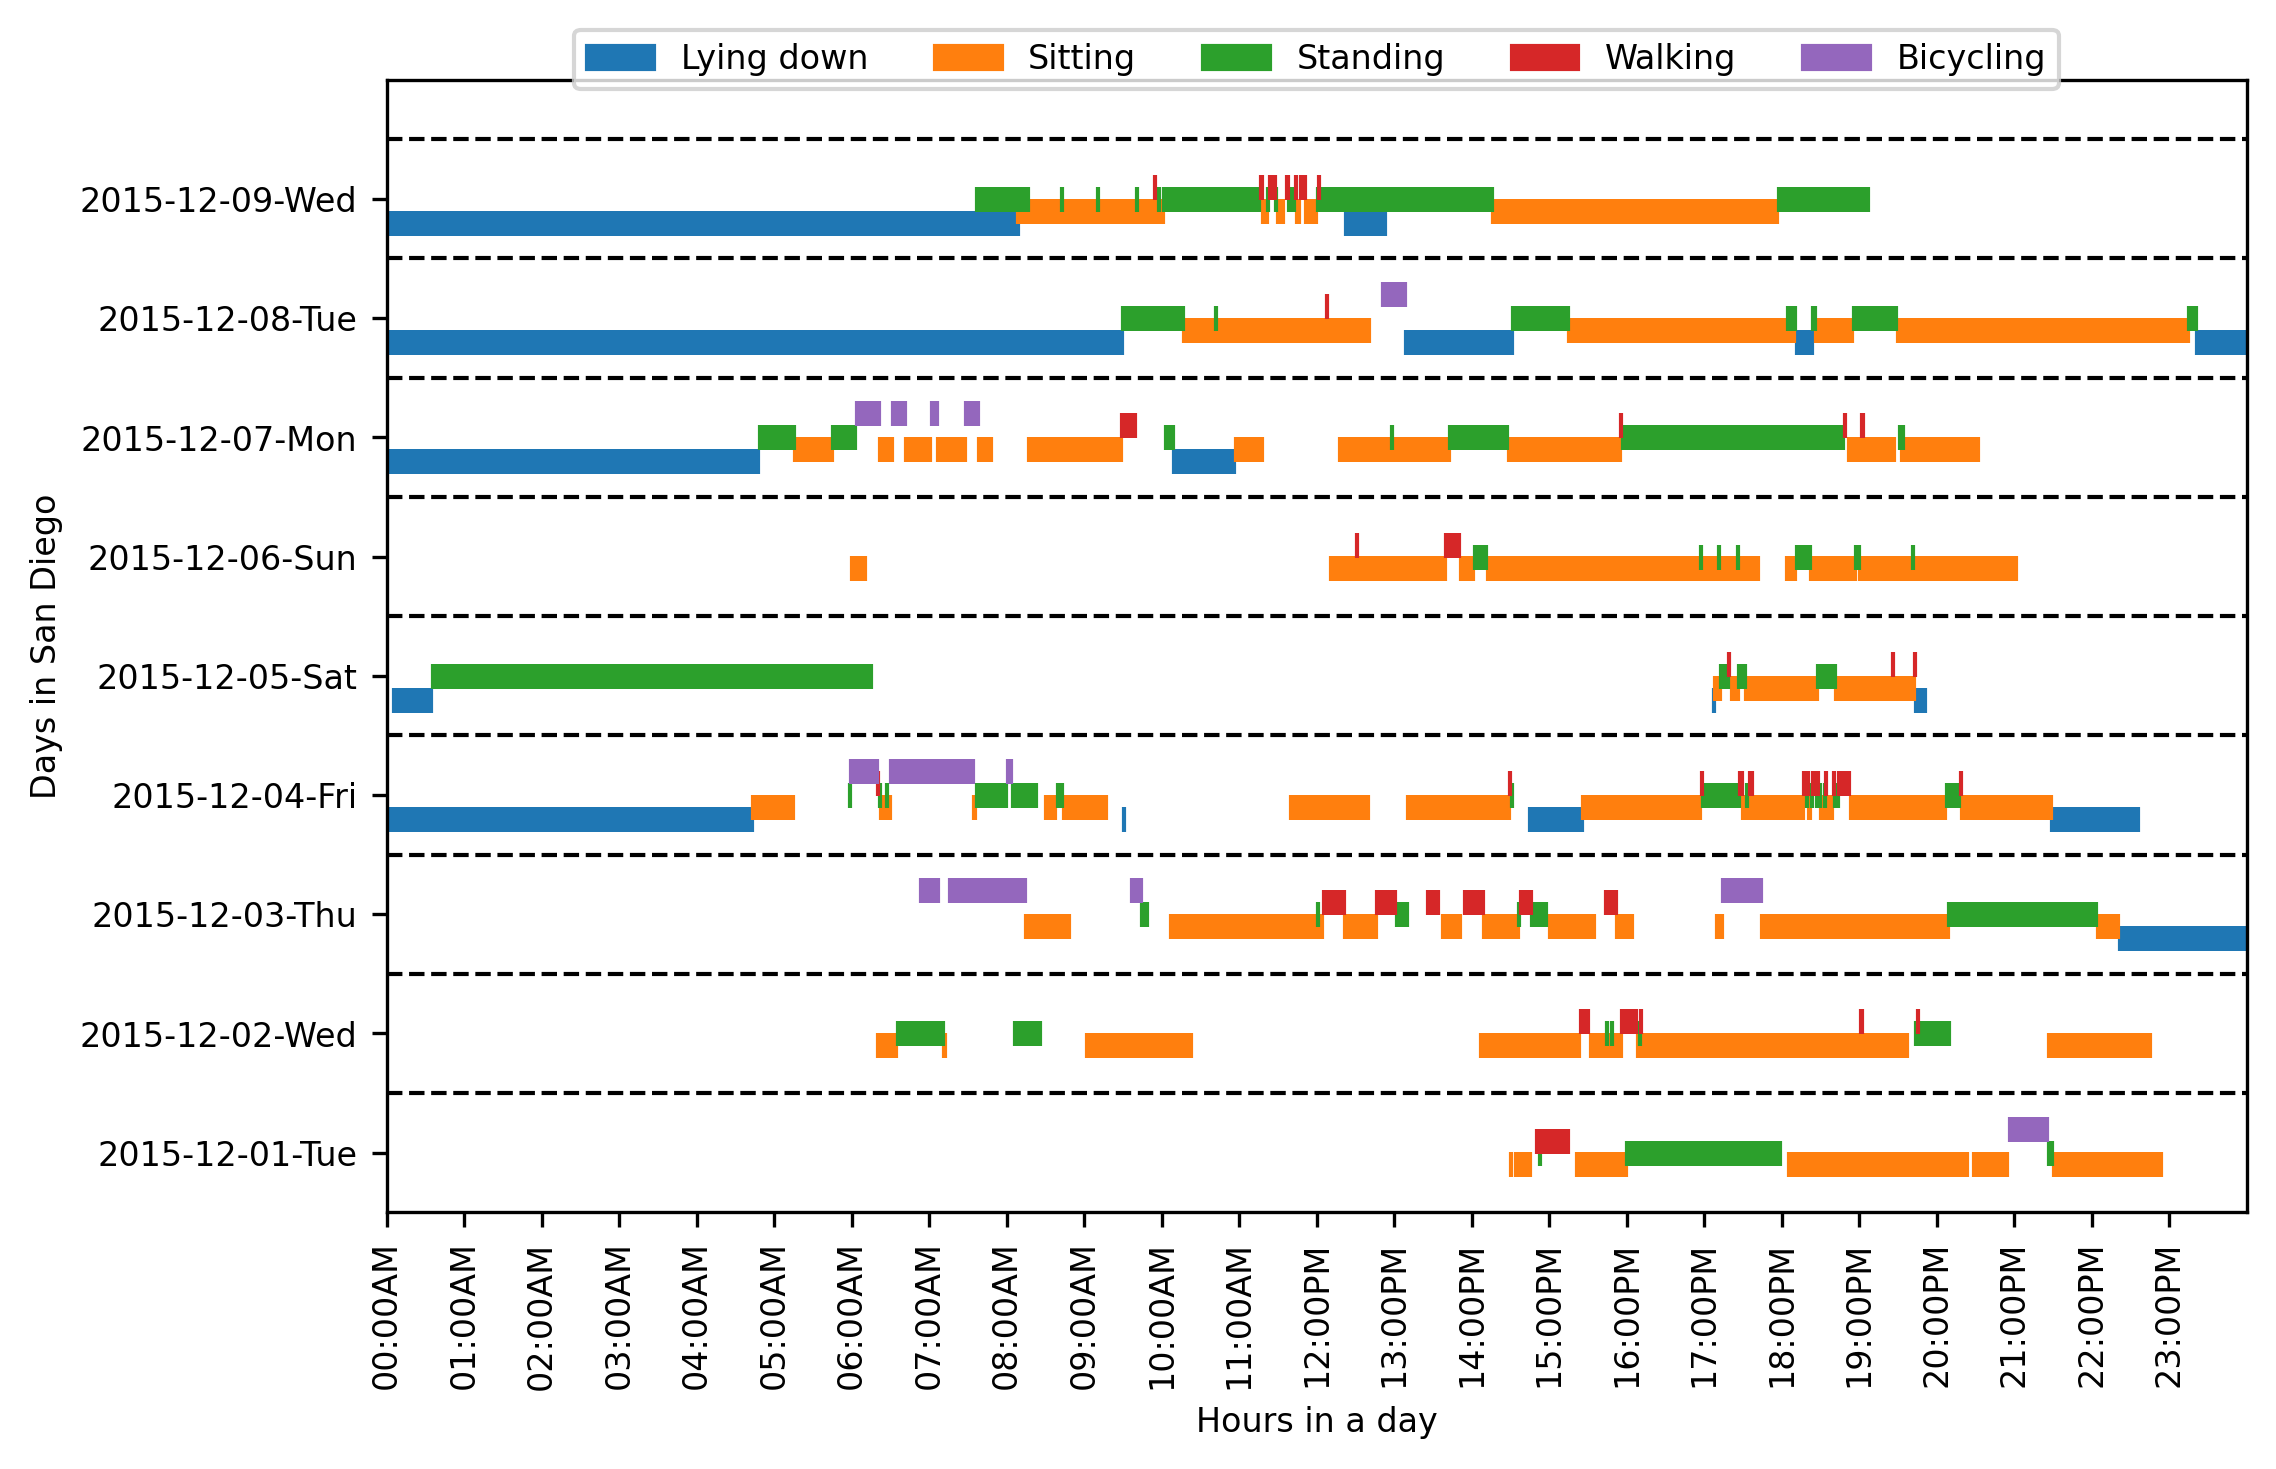 Lying down Sitting Standing Walking Bicycling
2015-12-09-Wed
2015-12-08-Tue
2015-12-07-Mon
2015-12-06-Sun
2015-12-05-Sat
2015-12-04-Fri
2015-12-03-Thu
2015-12-02-Wed
2015-12-01-Tue
Days in San Diego
00:00AM
01:00AM
02:00AM
03:00AM
04:00AM
05:00AM
06:00AM
07:00AM
08:00AM
09:00AM
10:00AM
11:00AM
12:00PM
13:00PM
14:00PM
15:00PM
16:00PM
17:00PM
18:00PM
19:00PM
20:00PM
21:00PM
22:00PM
23:00PM
Hours in a day